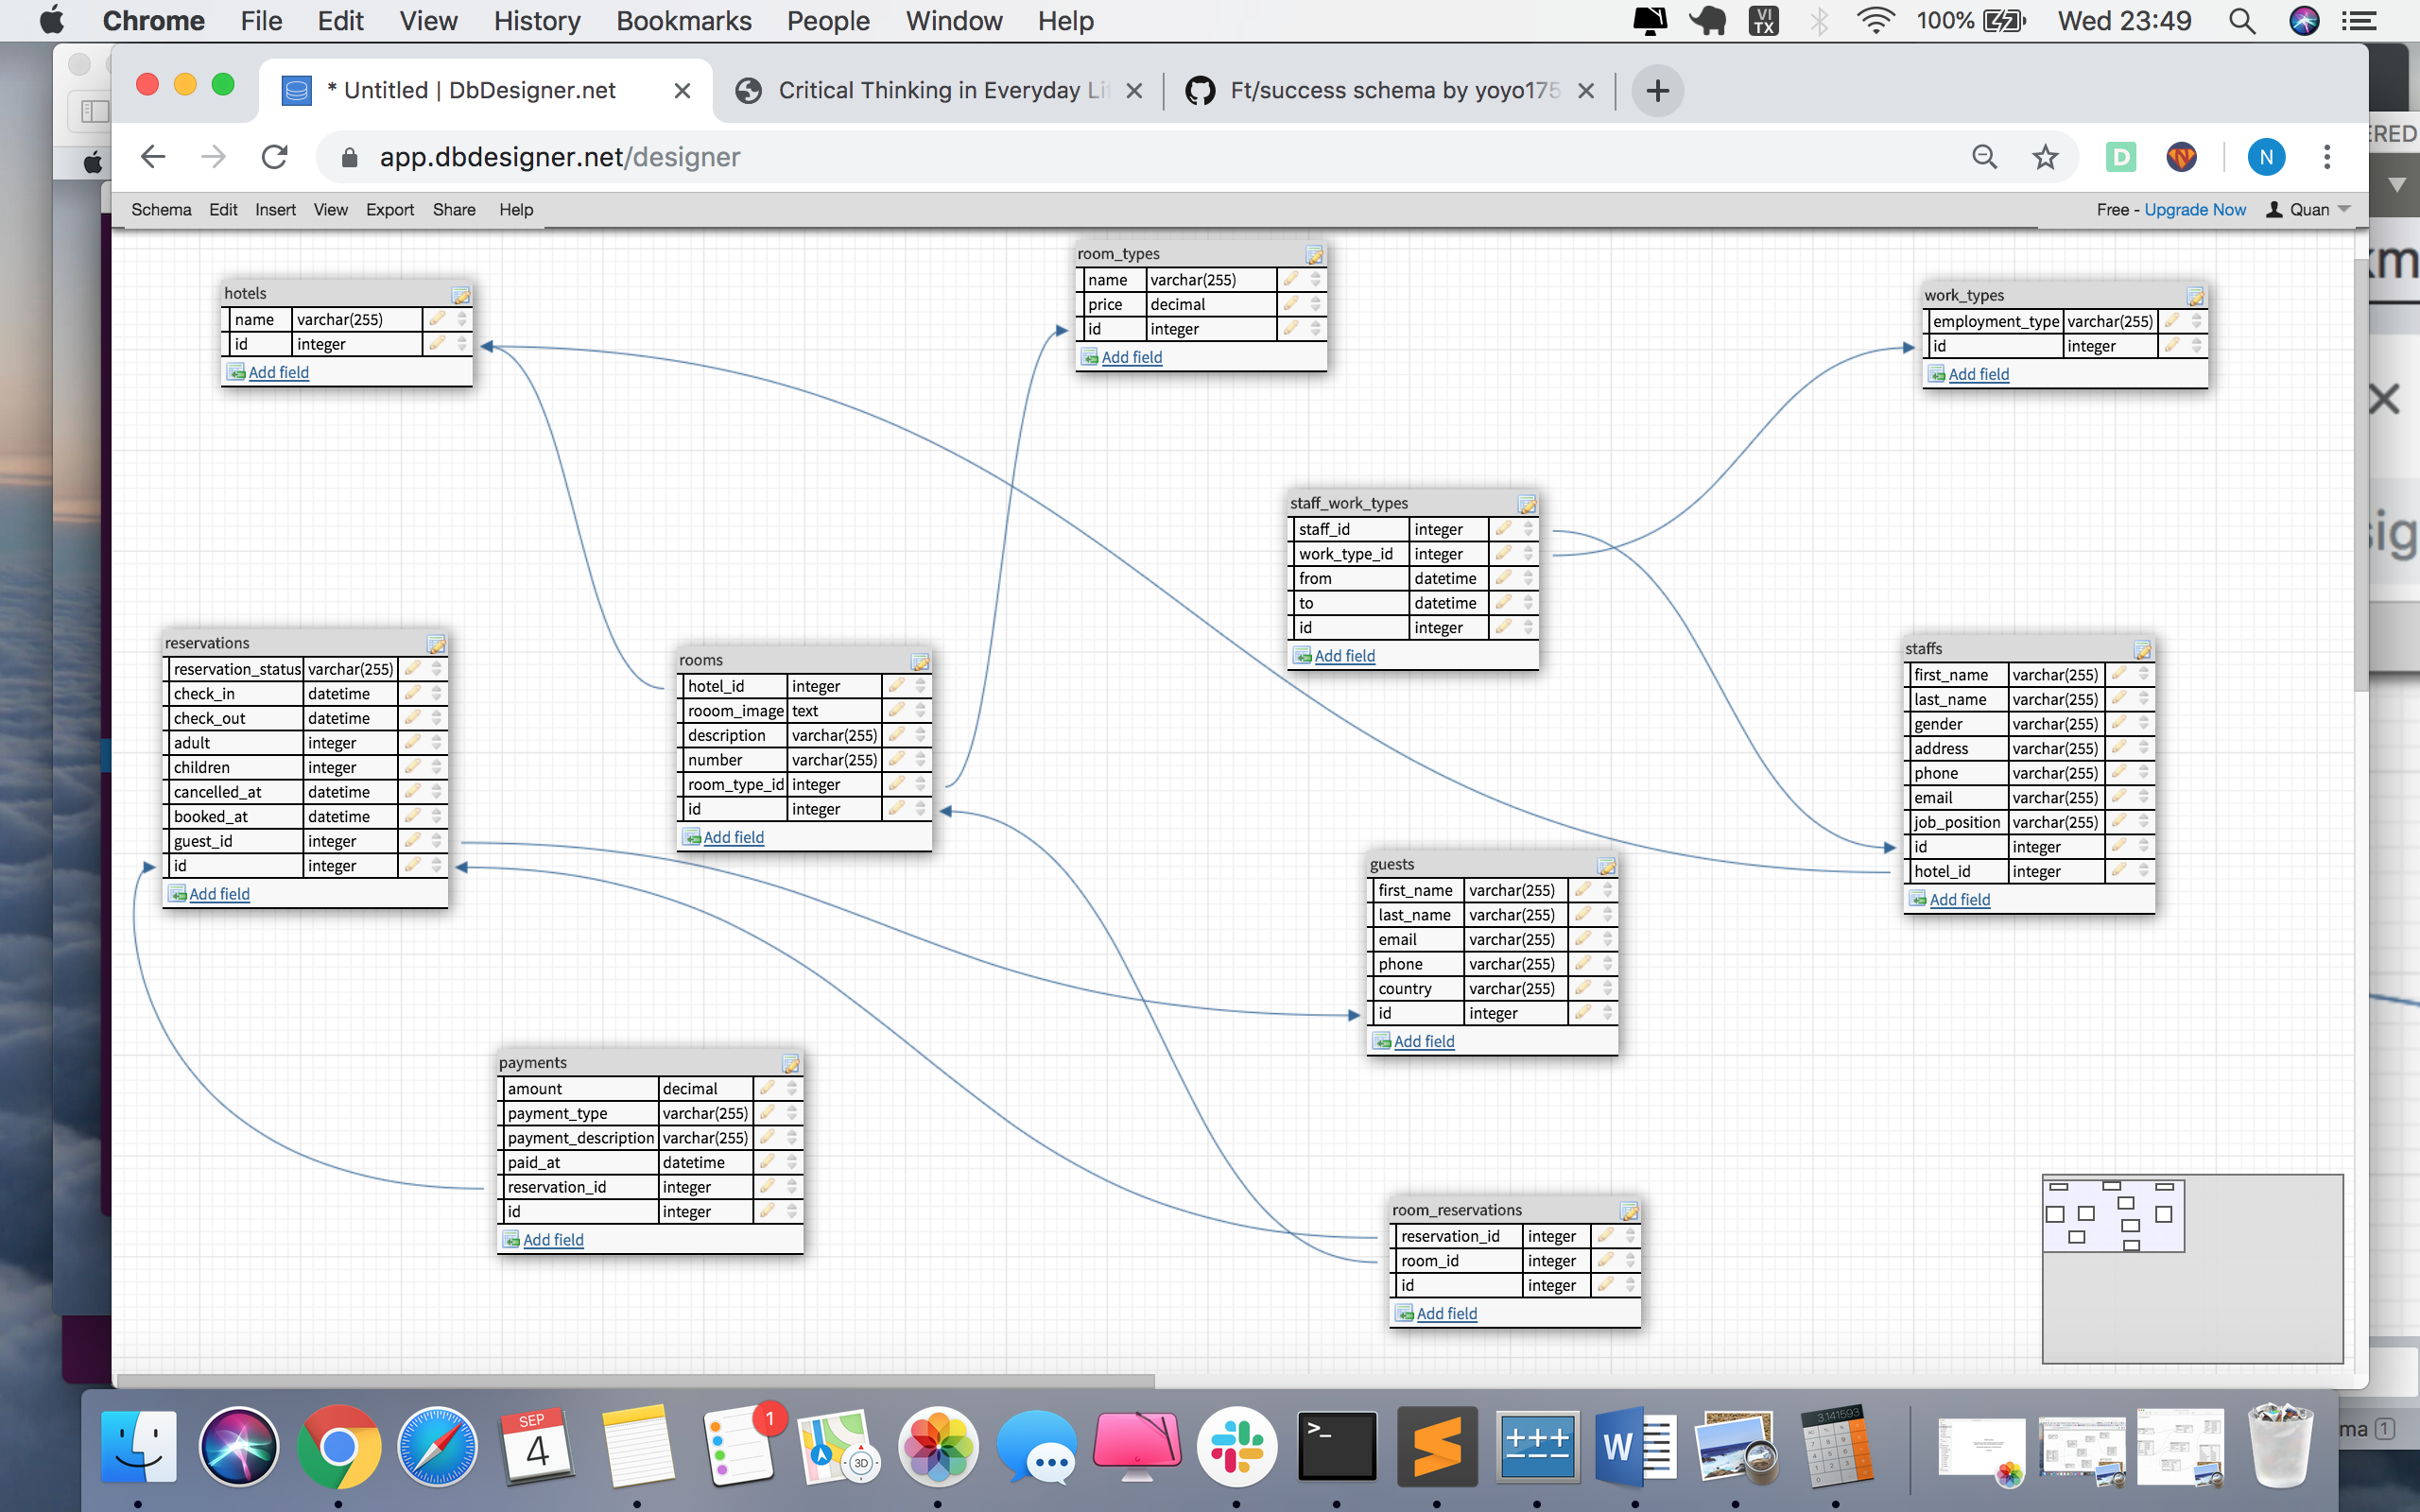 Chrome File Edit View History Bookmarks People Window Help
VI TX 100% Wed 23:49
* Untitled | DbDesigner.net
Critical Thinking in Everyday Li
Ft/success schema by yoyo175
app.dbdesigner.net/designer
D
N
Schema Edit Insert View Export Share Help
Free - Upgrade Now Quan
hotels
name varchar(255)
id integer
Add field
room_types
name varchar(255)
price decimal
id integer
Add field
work_types
employment_type varchar(255)
id integer
Add field
staff_work_types
staff_id integer
work_type_id integer
from datetime
to datetime
id integer
Add field
reservations
reservation_status varchar(255)
check_in datetime
check_out datetime
adult integer
children integer
cancelled_at datetime
booked_at datetime
guest_id integer
id integer
Add field
rooms
hotel_id integer
rooom_image text
description varchar(255)
number varchar(255)
room_type_id integer
id integer
Add field
staffs
first_name varchar(255)
last_name varchar(255)
gender varchar(255)
address varchar(255)
phone varchar(255)
email varchar(255)
job_position varchar(255)
id integer
hotel_id integer
Add field
guests
first_name varchar(255)
last_name varchar(255)
email varchar(255)
phone varchar(255)
country varchar(255)
id integer
Add field
payments
amount decimal
payment_type varchar(255)
payment_description varchar(255)
paid_at datetime
reservation_id integer
id integer
Add field
room_reservations
reservation_id integer
room_id integer
id integer
Add field
ERED
sig
ma 1
SEP
4
1
3D
>_
+++
W
3.141593